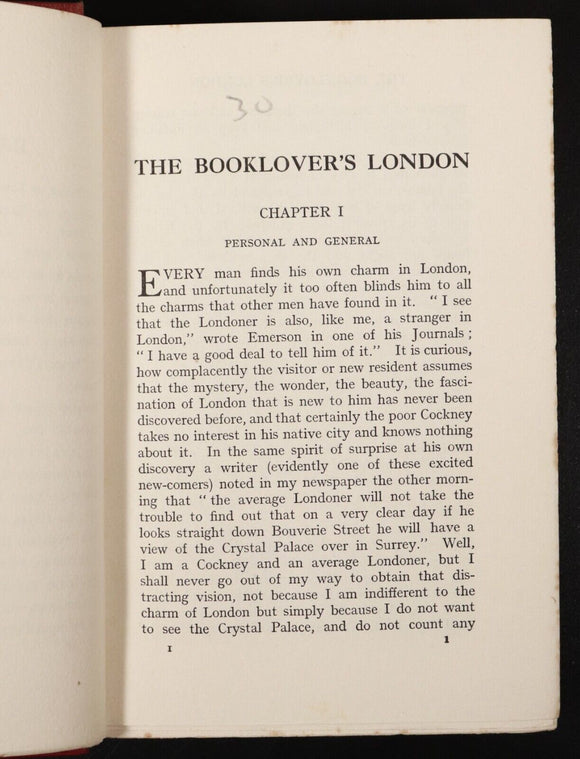 30
THE BOOKLOVER'S LONDON
CHAPTER I
PERSONAL AND GENERAL
EVERY man finds his own charm in London,
and unfortunately it too often blinds him to all
the charms that other men have found in it. "I see
that the Londoner is also, like me, a stranger in
London," wrote Emerson in one of his Journals;
"I have a good deal to tell him of it." It is curious,
how complacently the visitor or new resident assumes
that the mystery, the wonder, the beauty, the fasci-
nation of London that is new to him has never been
discovered before, and that certainly the poor Cockney
takes no interest in his native city and knows nothing
about it. In the same spirit of surprise at his own
discovery a writer (evidently one of these excited
new-comers) noted in my newspaper the other morn-
ing that "the average Londoner will not take the
trouble to find out that on a very clear day if he
looks straight down Bouverie Street he will have a
view of the Crystal Palace over in Surrey." Well,
I am a Cockney and an average Londoner, but I
shall never go out of my way to obtain that dis-
tracting vision, not because I am indifferent to the
charm of London but simply because I do not want
to see the Crystal Palace, and do not count any
1 1